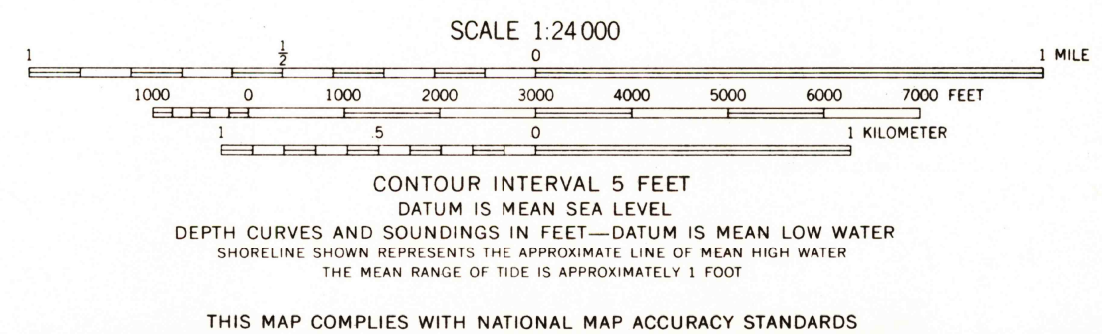 SCALE 1:24 000
1 ½ 0 1 MILE
1000 0 1000 2000 3000 4000 5000 6000 7000 FEET
1 .5 0 1 KILOMETER
CONTOUR INTERVAL 5 FEET
DATUM IS MEAN SEA LEVEL
DEPTH CURVES AND SOUNDINGS IN FEET—DATUM IS MEAN LOW WATER
SHORELINE SHOWN REPRESENTS THE APPROXIMATE LINE OF MEAN HIGH WATER
THE MEAN RANGE OF TIDE IS APPROXIMATELY 1 FOOT
THIS MAP COMPLIES WITH NATIONAL MAP ACCURACY STANDARDS